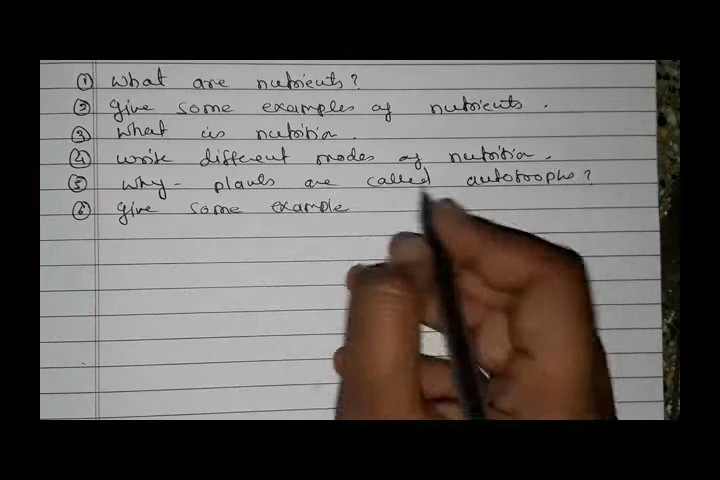 ① What are nutrients?
② Give some examples of nutrients.
③ What is nutrition.
④ Write different modes of nutrition.
⑤ Why plants are called autotrophs?
⑥ Give some example